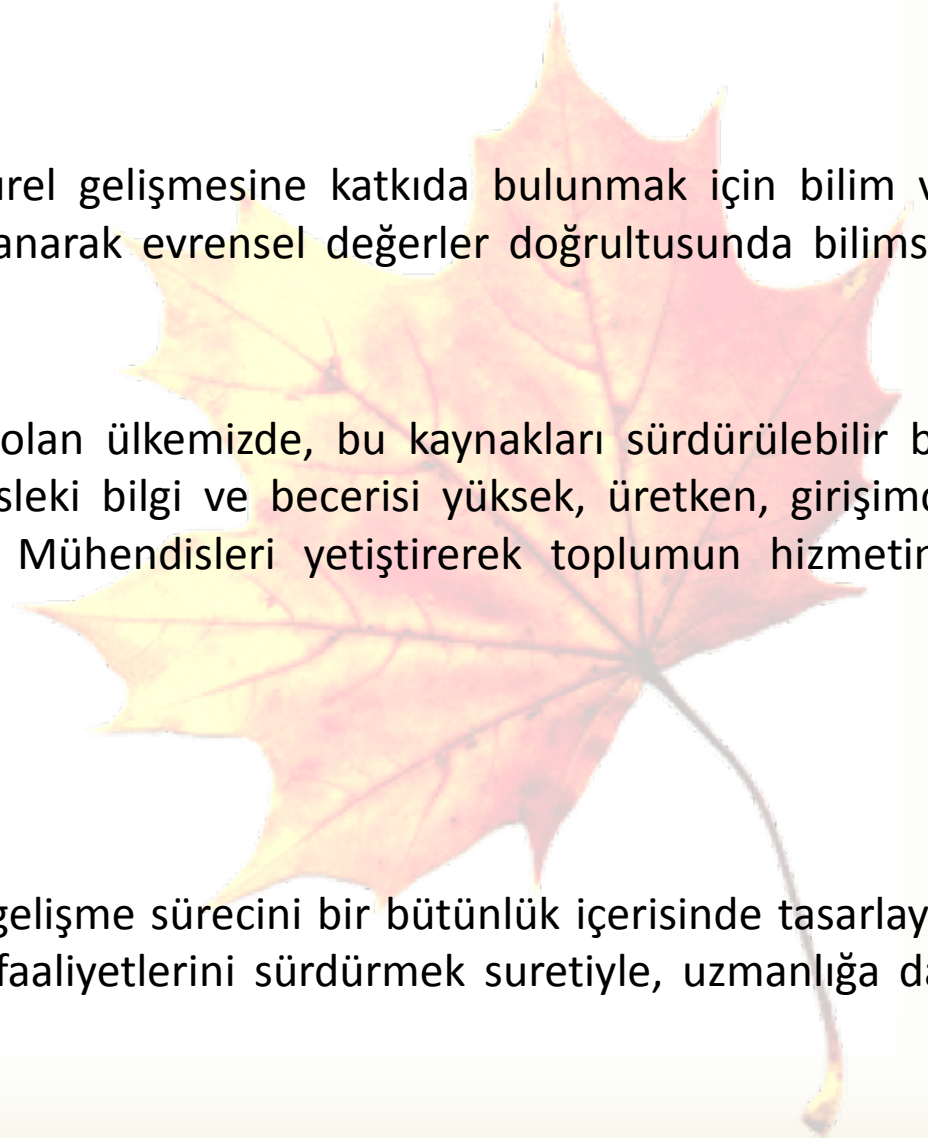 urel gelişmesine katkıda bulunmak için bilim v
anarak evrensel değerler doğrultusunda bilims
olan ülkemizde, bu kaynakları sürdürülebilir b
sleki bilgi ve becerisi yüksek, üretken, girişimc
Mühendisleri yetiştirerek toplumun hizmetin
gelişme sürecini bir bütünlük içerisinde tasarlay
faaliyetlerini sürdürmek suretiyle, uzmanlığa da